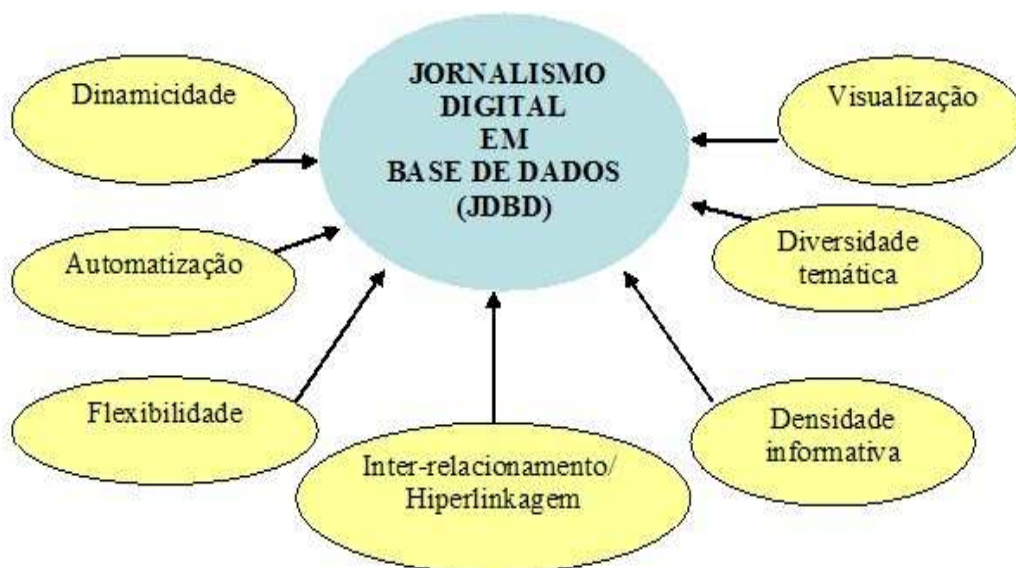 JORNALISMO
DIGITAL
EM
BASE DE DADOS
(JDBD)
Dinamicidade
Automatização
Flexibilidade
Inter-relacionamento/
Hiperlinkagem
Densidade
informativa
Diversidade
temática
Visualização